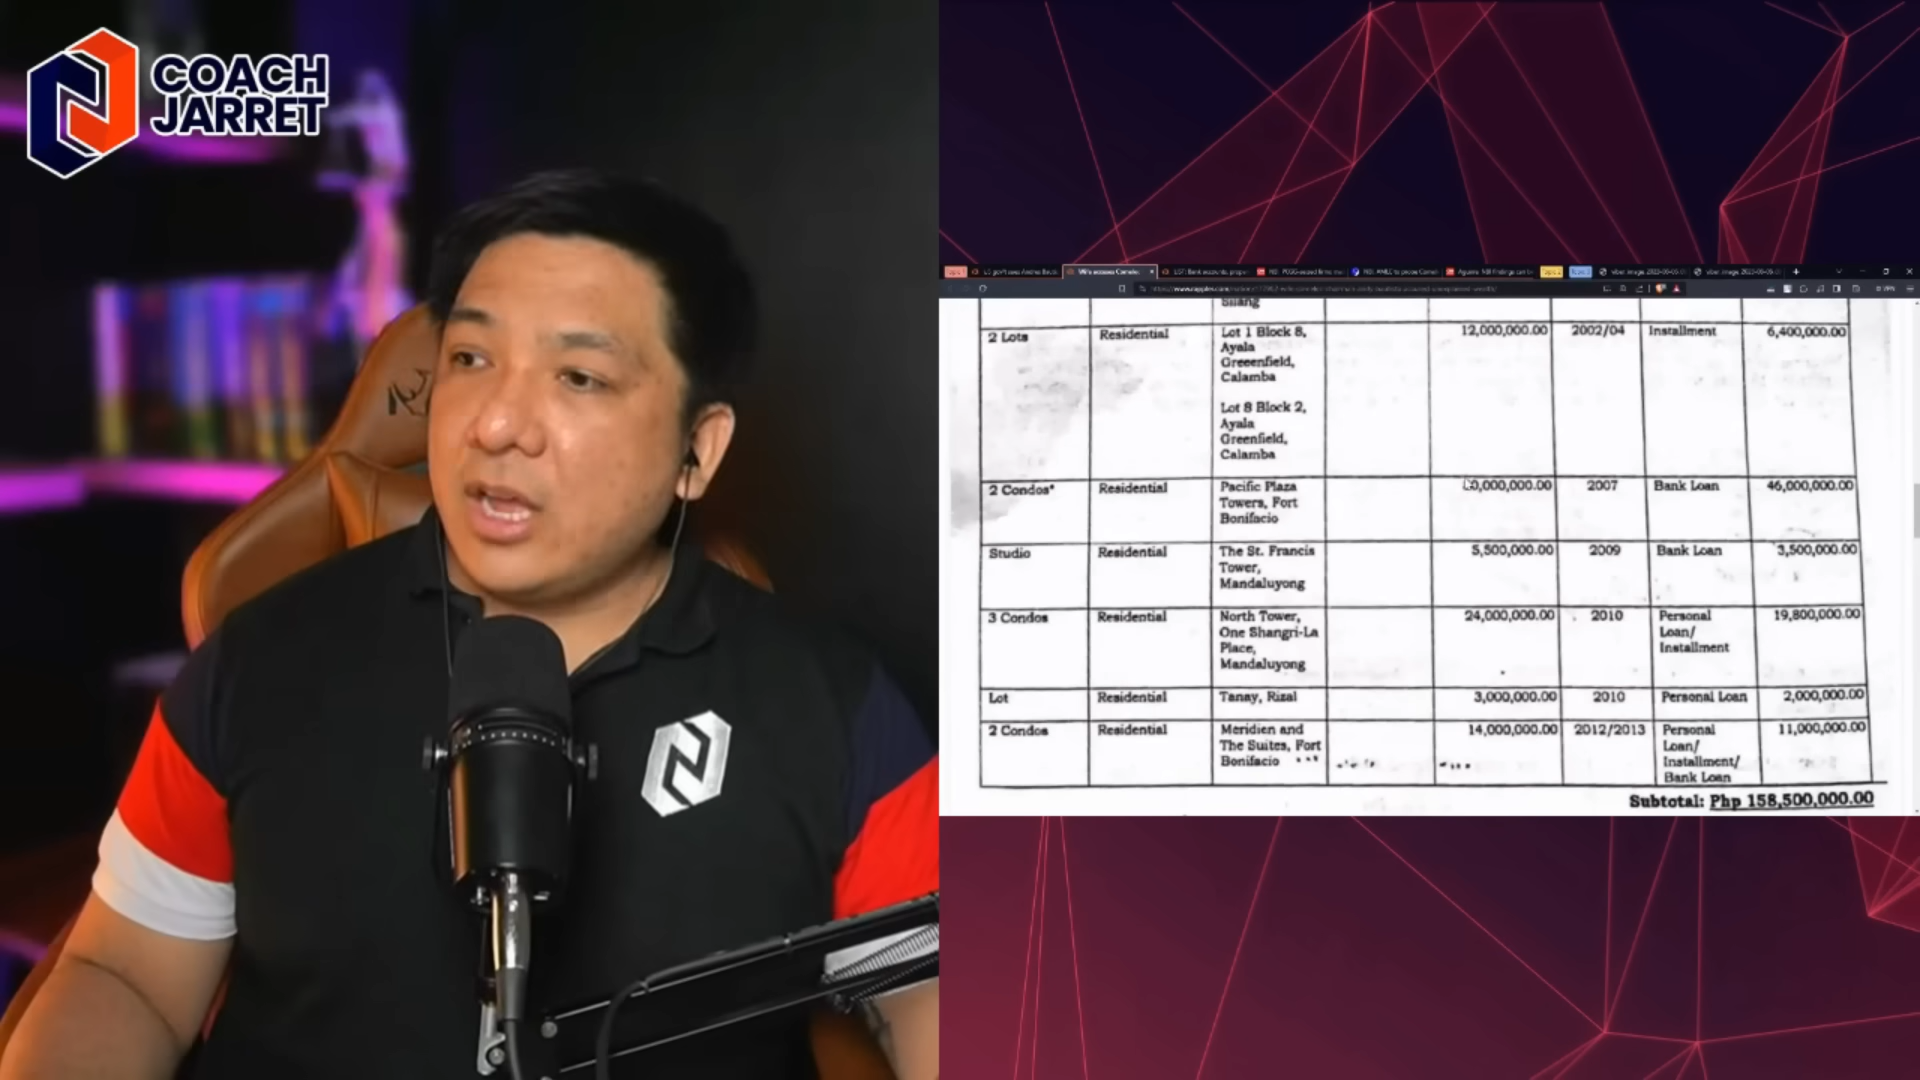 COACH
JARRET
Silang
2 Lots Residential Lot 1 Block 8, 12,000,000.00 2002/04 Installment 6,400,000.00
Ayala
Greeenfield,
Calamba
Lot 8 Block 2,
Ayala
Greenfield,
Calamba
2 Condos* Residential Pacific Plaza 0,000,000.00 2007 Bank Loan 46,000,000.00
Towers, Fort
Bonifacio
Studio Residential The St. Francis 5,500,000.00 2009 Bank Loan 3,500,000.00
Tower,
Mandaluyong
3 Condos Residential North Tower, 24,000,000.00 2010 Personal 19,800,000.00
One Shangri-La Loan/
Place, Installment
Mandaluyong
Lot Residential Tanay, Rizal 3,000,000.00 2010 Personal Loan 2,000,000.00
2 Condos Residential Meridien and 14,000,000.00 2012/2013 Personal 11,000,000.00
The Suites, Fort Loan/
Bonifacio Installment/
Bank Loan
Subtotal: Php 158,500,000.00